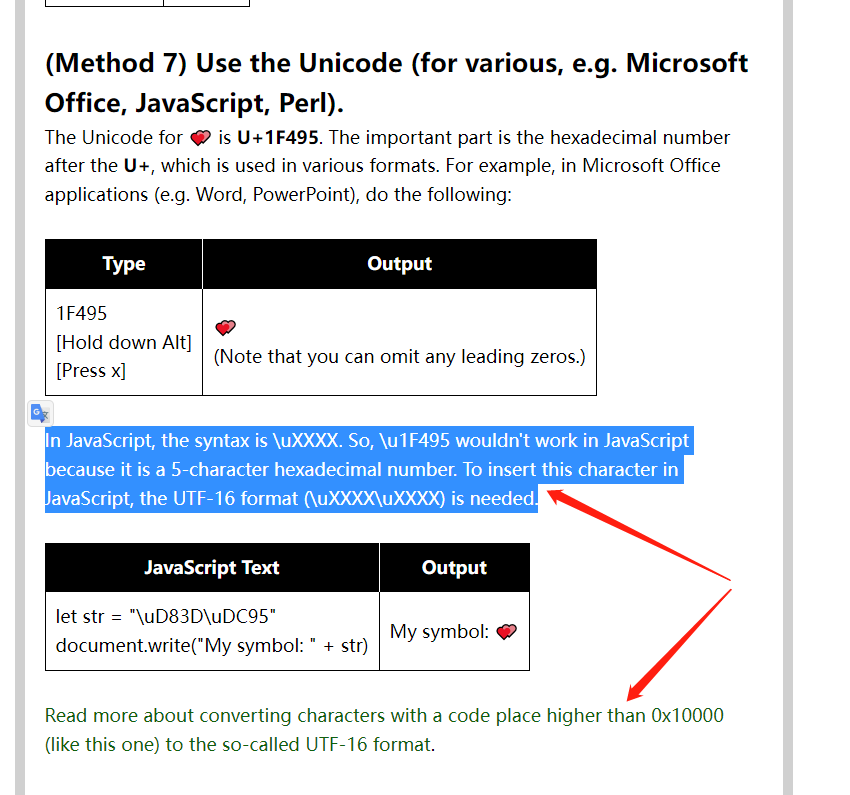 (Method 7) Use the Unicode (for various, e.g. Microsoft
Office, JavaScript, Perl).
The Unicode for 💕 is U+1F495. The important part is the hexadecimal number
after the U+, which is used in various formats. For example, in Microsoft Office
applications (e.g. Word, PowerPoint), do the following:
Type
Output
1F495
[Hold down Alt]
[Press x]
💕
(Note that you can omit any leading zeros.)
In JavaScript, the syntax is \uXXXX. So, \u1F495 wouldn't work in JavaScript
because it is a 5-character hexadecimal number. To insert this character in
JavaScript, the UTF-16 format (\uXXXX\uXXXX) is needed.
JavaScript Text
Output
let str = "\uD83D\uDC95"
document.write("My symbol: " + str)
My symbol: 💕
Read more about converting characters with a code place higher than 0x10000
(like this one) to the so-called UTF-16 format.